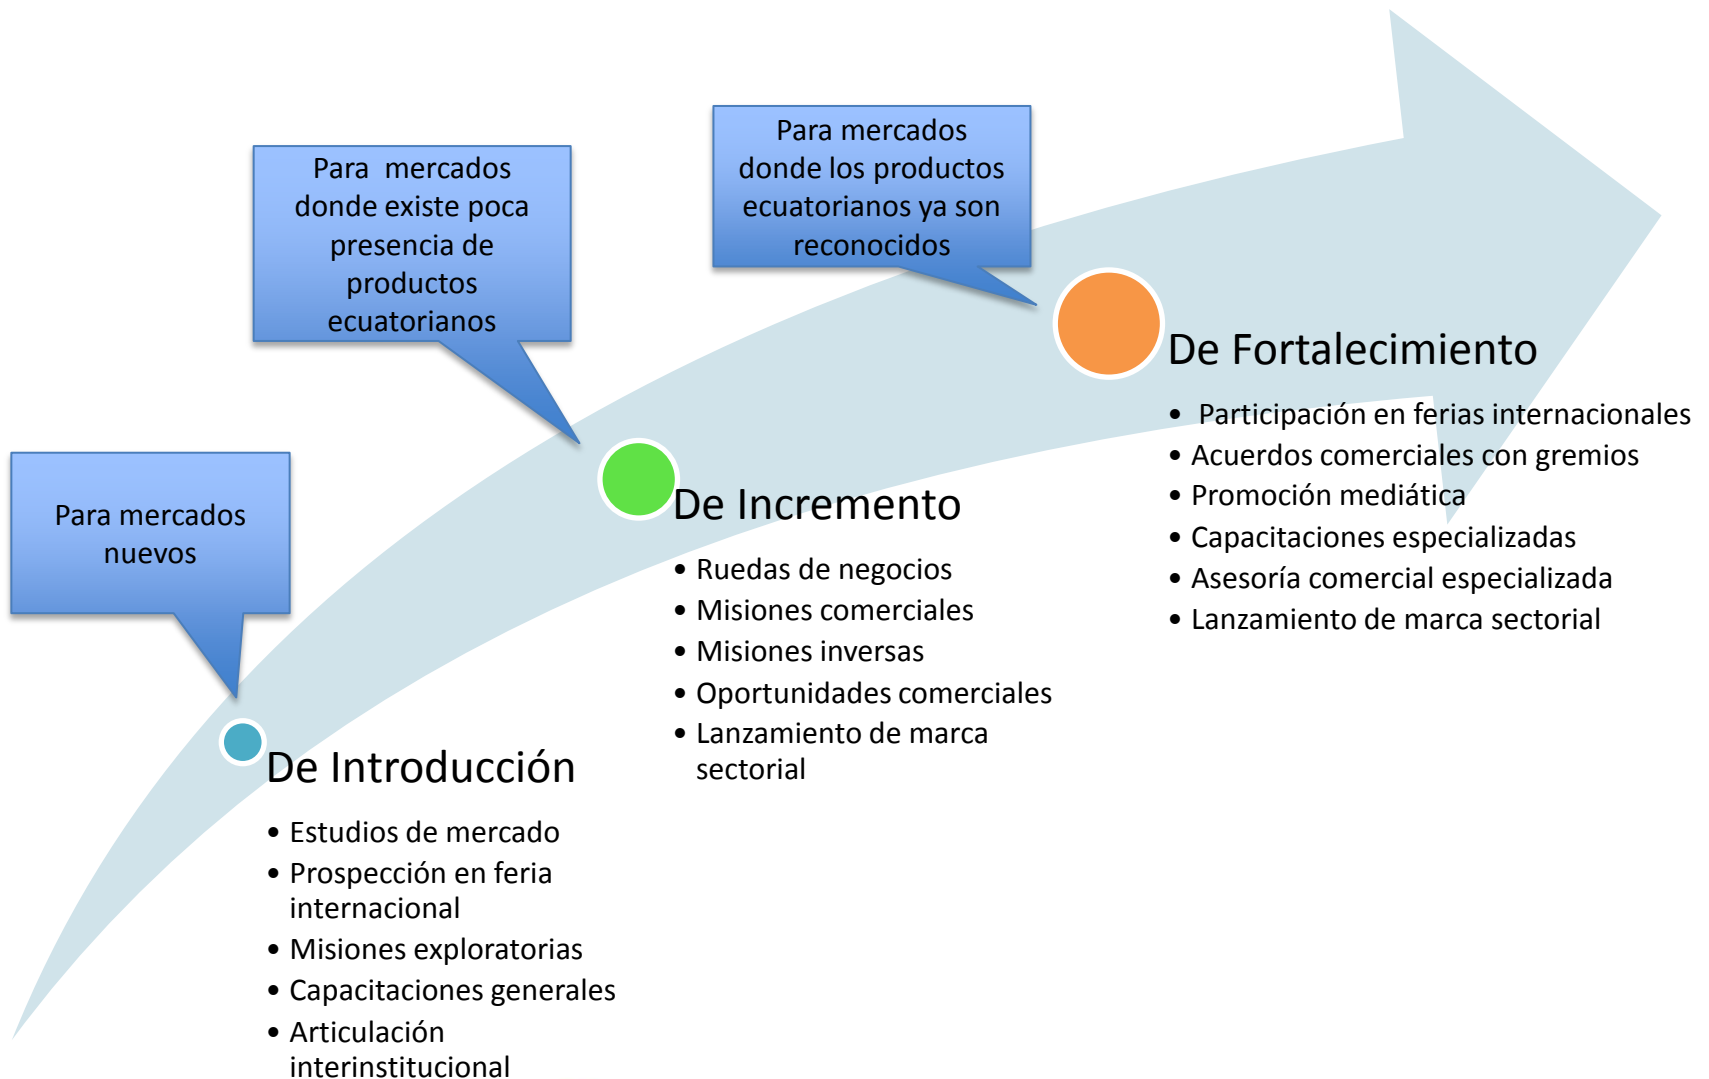 Para mercados
nuevos
Para  mercados
donde existe poca
presencia de
productos
ecuatorianos
Para mercados
donde los productos
ecuatorianos ya son
reconocidos
De Introducción
• Estudios de mercado
• Prospección en feria
internacional
• Misiones exploratorias
• Capacitaciones generales
• Articulación
interinstitucional
De Incremento
• Ruedas de negocios
• Misiones comerciales
• Misiones inversas
• Oportunidades comerciales
• Lanzamiento de marca
sectorial
De Fortalecimiento
•  Participación en ferias internacionales
• Acuerdos comerciales con gremios
• Promoción mediática
• Capacitaciones especializadas
• Asesoría comercial especializada
• Lanzamiento de marca sectorial